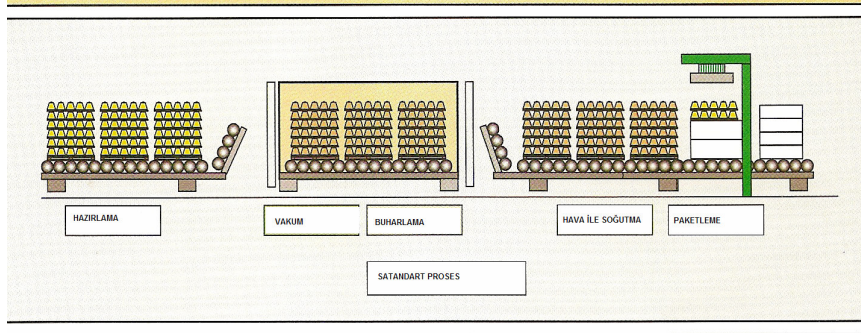 HAZIRLAMA
VAKUM
BUHARLAMA
HAVA İLE SOĞUTMA
PAKETLEME
SATANDART PROSES